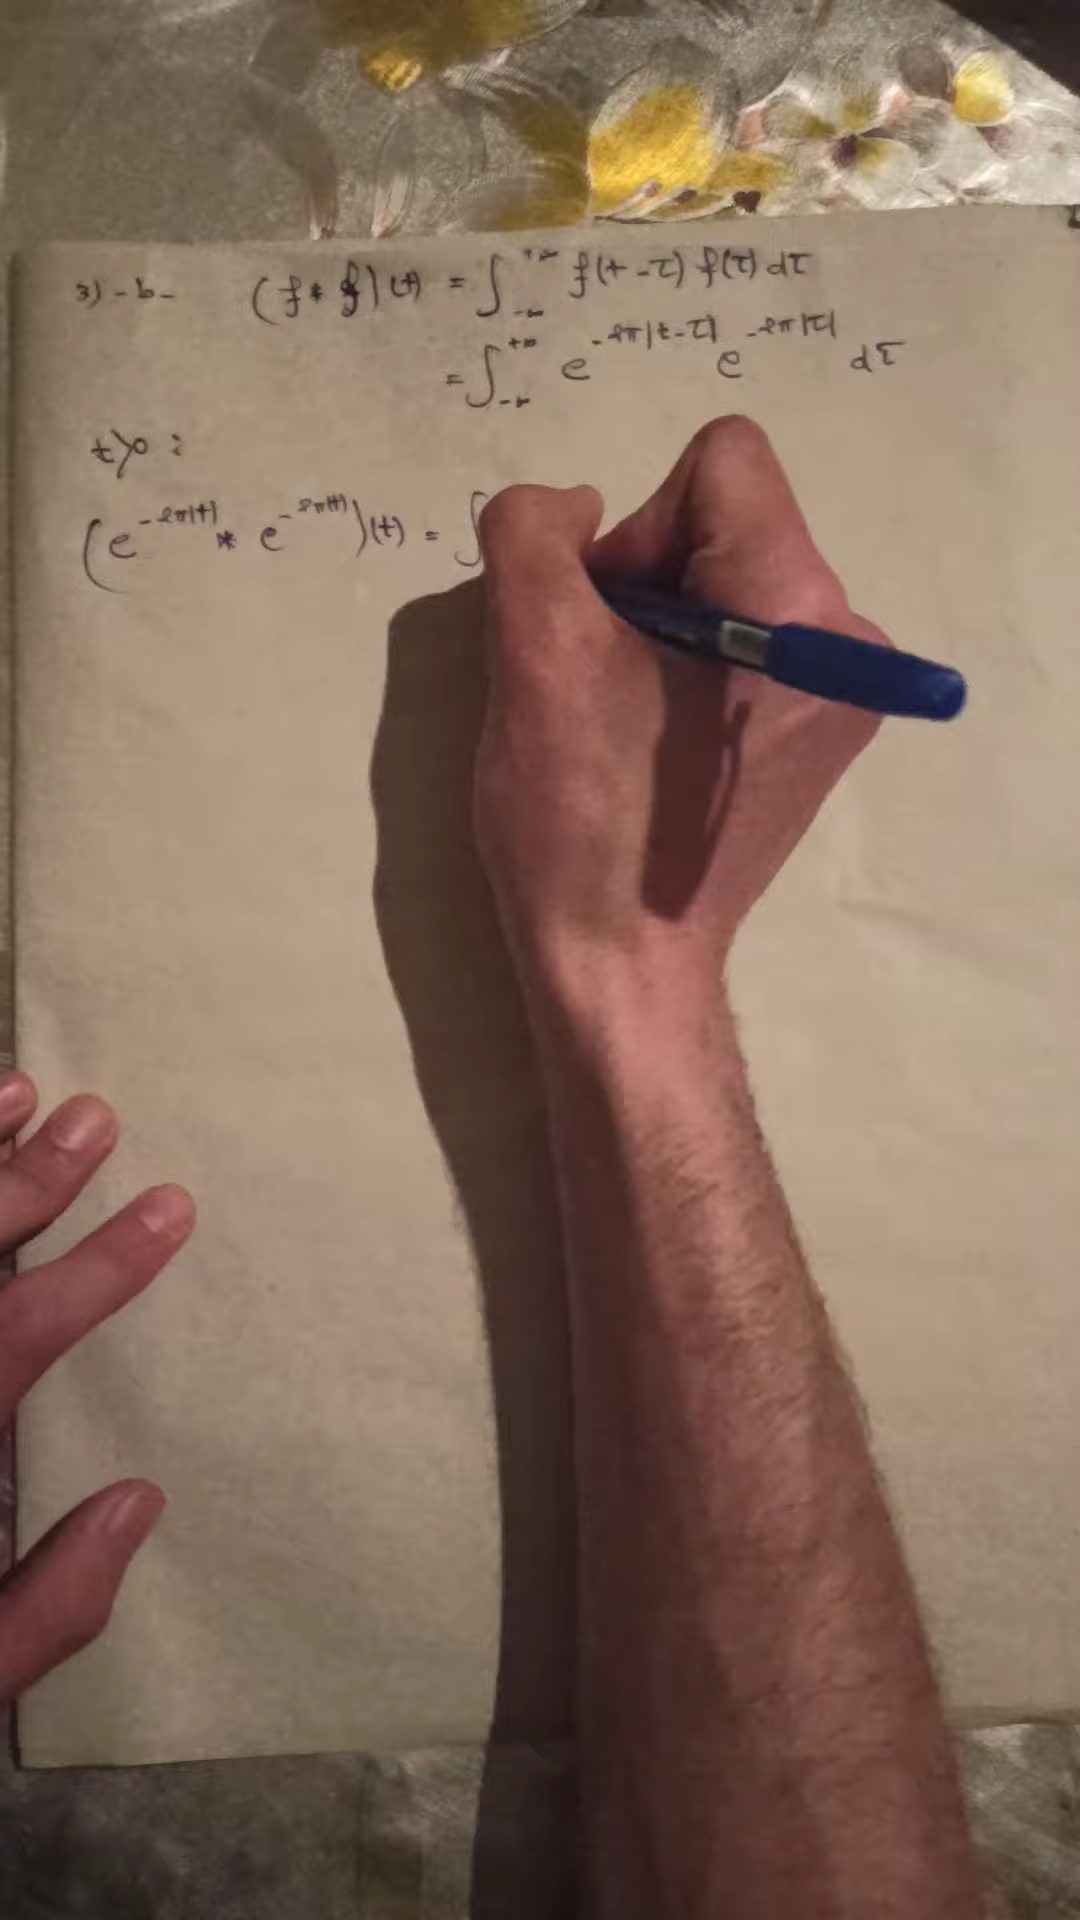 3) -b- (f * f)(t) = ∫_{-∞}^{+∞} f(t-τ) f(τ) dτ
= ∫_{-∞}^{+∞} e^{-2π|t-τ|} e^{-2π|τ|} dτ
t>0 :
(e^{-2π|t|} * e^{-2π|t|})(t) = ∫